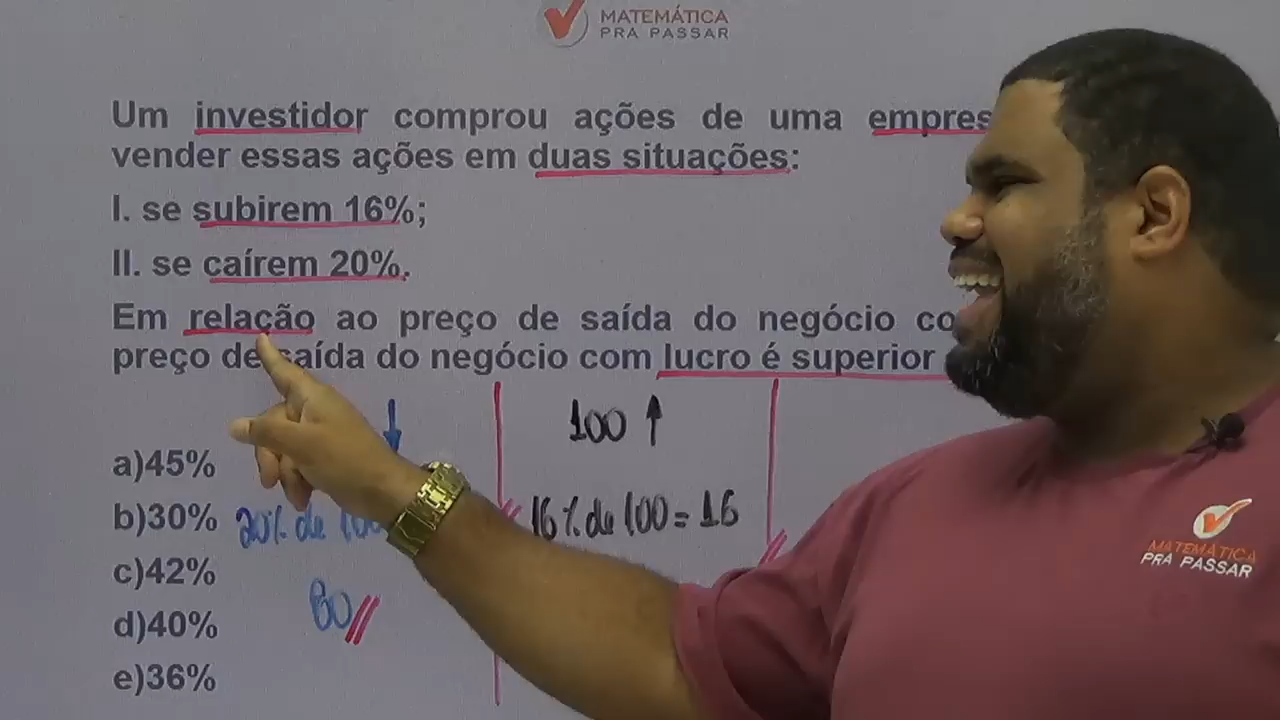 MATEMÁTICA
PRA PASSAR
Um investidor comprou ações de uma
vender essas ações em duas situações:
I. se subirem 16%;
II. se caírem 20%.
Em relação ao preço de saída do negócio
preço de saída do negócio com lucro é superior
100
a)45%
b)30%
20% de
16% de 100 = 16
c)42%
80
d)40%
e)36%
MATEMÁTICA
PRA PASSAR